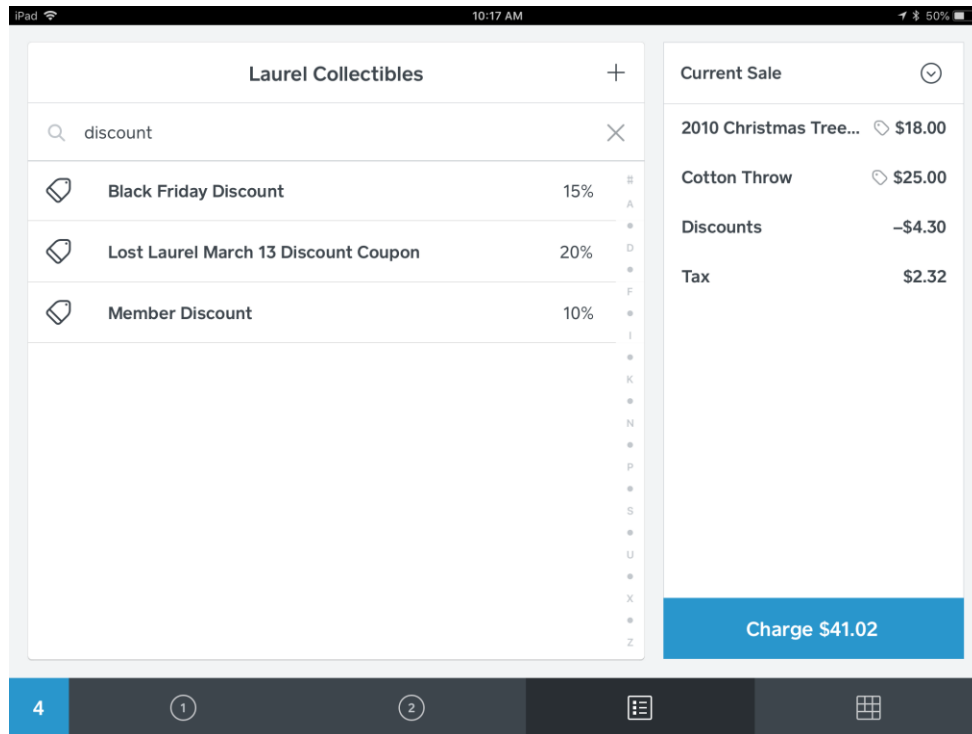 iPad 10:17 AM 50%
Laurel Collectibles
discount
Black Friday Discount 15%
Lost Laurel March 13 Discount Coupon 20%
Member Discount 10%
#
A
D
F
I
K
N
P
S
U
X
Z
Current Sale
2010 Christmas Tree... $18.00
Cotton Throw $25.00
Discounts –$4.30
Tax $2.32
Charge $41.02
4 1 2